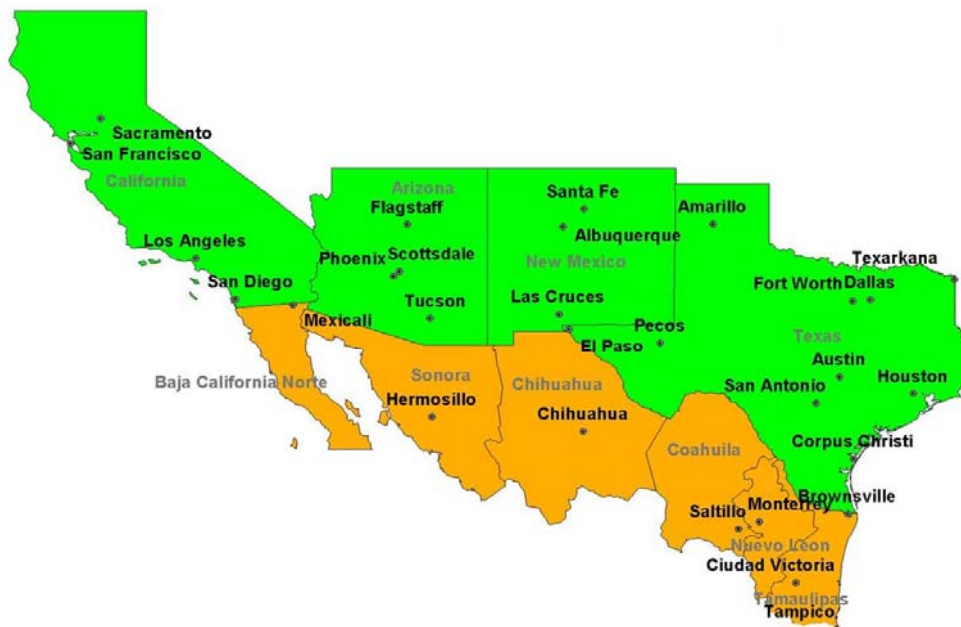 Sacramento
San Francisco
California
Los Angeles
San Diego
Mexicali
Baja California Norte
Arizona
Flagstaff
Phoenix
Scottsdale
Tucson
Santa Fe
Albuquerque
New Mexico
Las Cruces
El Paso
Pecos
Amarillo
Texarkana
Fort Worth
Dallas
Texas
Austin
San Antonio
Houston
Corpus Christi
Brownsville
Sonora
Hermosillo
Chihuahua
Chihuahua
Coahuila
Saltillo
Monterrey
Nuevo Leon
Ciudad Victoria
Tamaulipas
Tampico